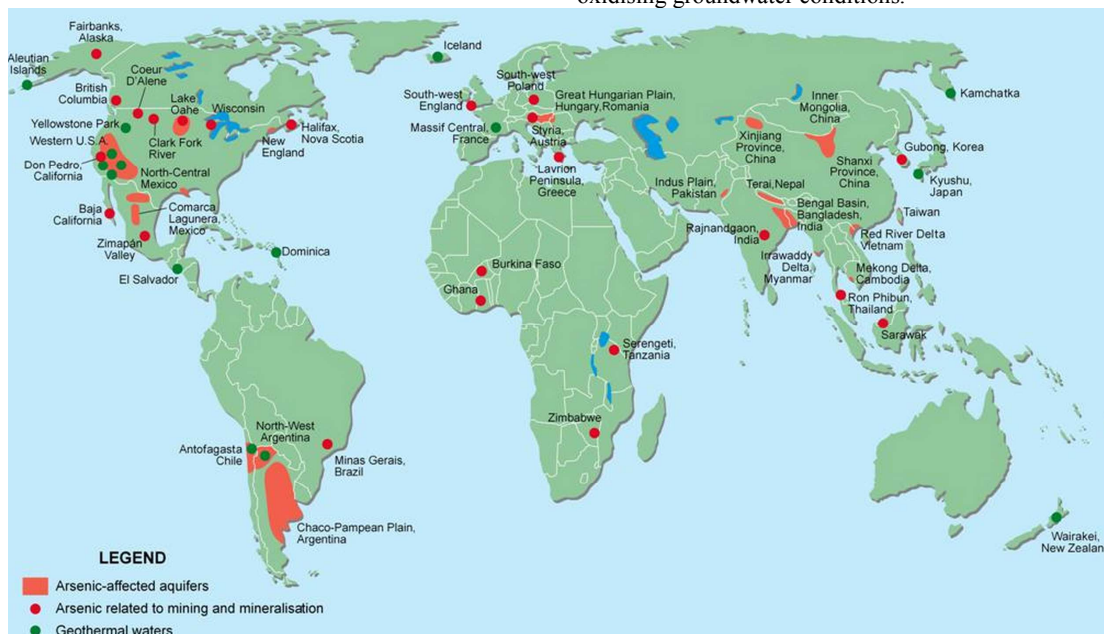 oxidising groundwater conditions.
Fairbanks,
Alaska
Aleutian
Islands
Coeur
D'Alene
British
Columbia
Lake
Oahe
Wisconsin
Yellowstone Park
Western U.S.A.
Clark Fork
River
New
England
Halifax,
Nova Scotia
Don Pedro,
California
North-Central
Mexico
Baja
California
Comarca
Lagunera,
Mexico
Zimapán
Valley
El Salvador
Dominica
Iceland
South-west
England
South-west
Poland
Great Hungarian Plain,
Hungary,Romania
Massif Central,
France
Styria,
Austria
Lavrion
Peninsula,
Greece
Inner
Mongolia,
China
Kamchatka
Xinjiang
Province,
China
Gubong, Korea
Shanxi
Province,
China
Kyushu,
Japan
Indus Plain,
Pakistan
Terai,Nepal
Bengal Basin,
Bangladesh,
India
Taiwan
Rajnandgaon,
India
Red River Delta
Vietnam
Irrawaddy
Delta,
Myanmar
Mekong Delta,
Cambodia
Ron Phibun,
Thailand
Sarawak
Burkina Faso
Ghana
Serengeti,
Tanzania
Zimbabwe
North-West
Argentina
Antofagasta
Chile
Minas Gerais,
Brazil
Chaco-Pampean Plain,
Argentina
Wairakei,
New Zealan
LEGEND
Arsenic-affected aquifers
Arsenic related to mining and mineralisation
Geothermal waters